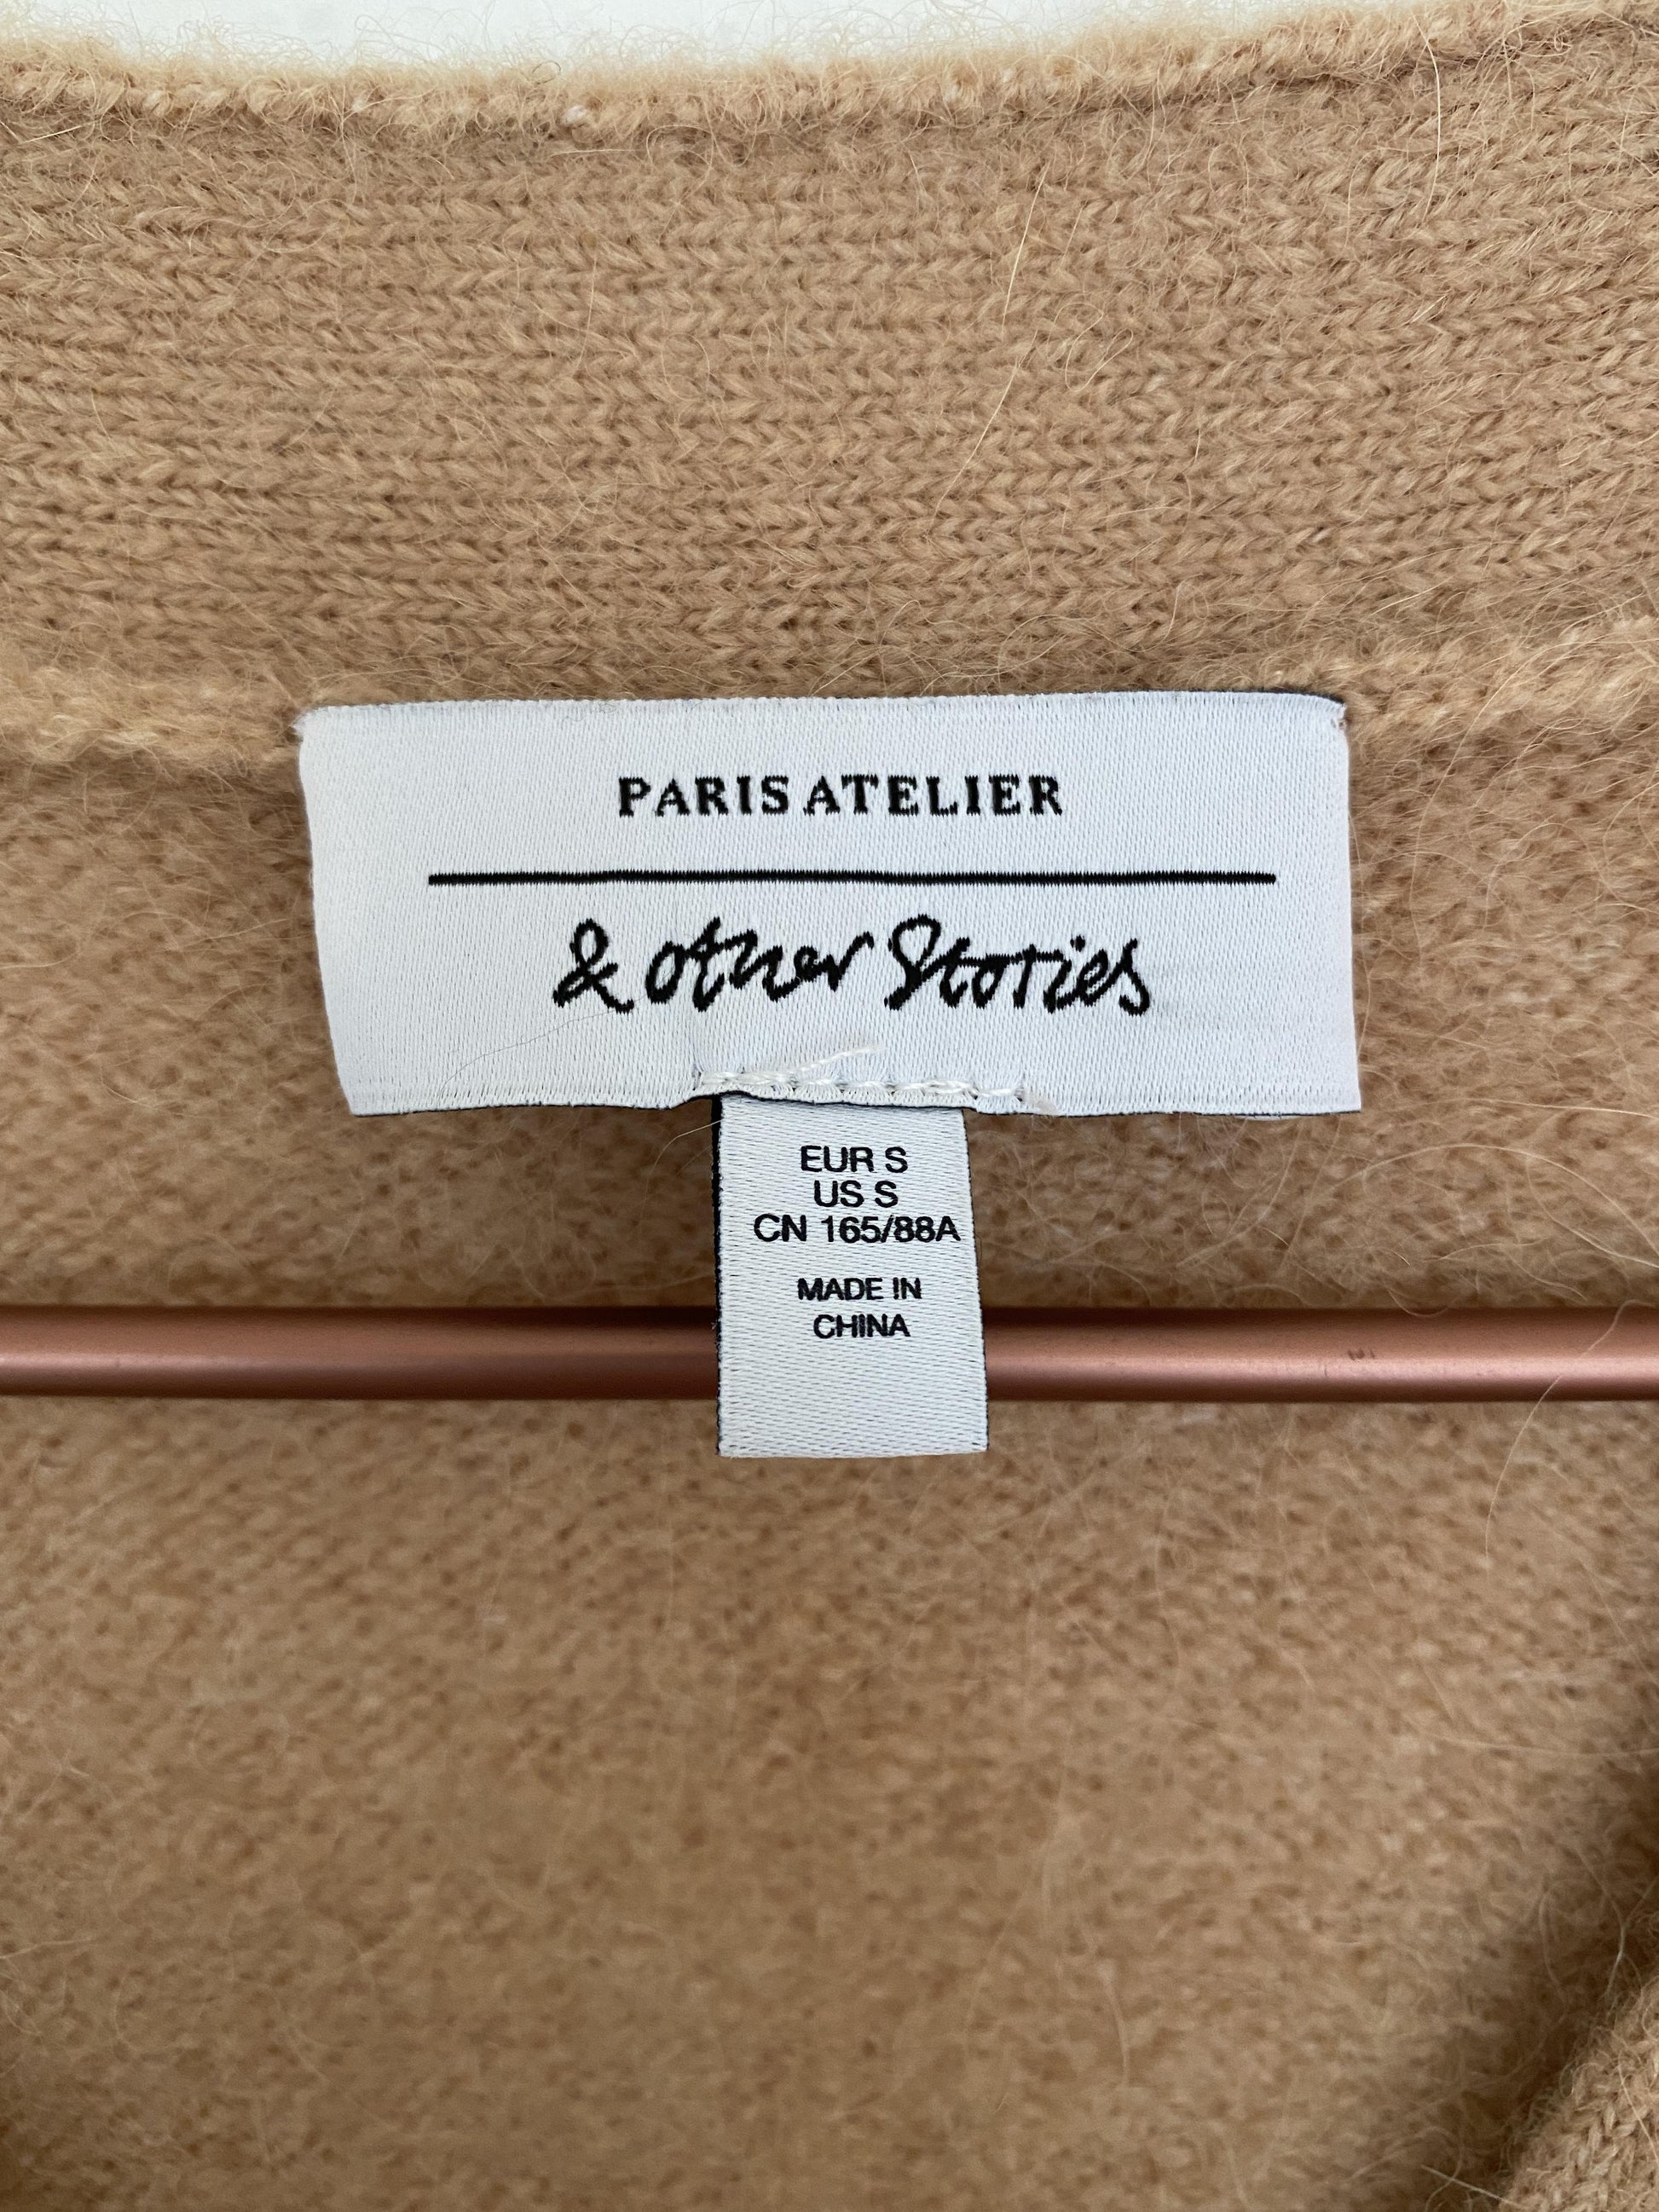 PARIS ATELIER
& other Stories
EUR S
US S
CN 165/88A
MADE IN
CHINA